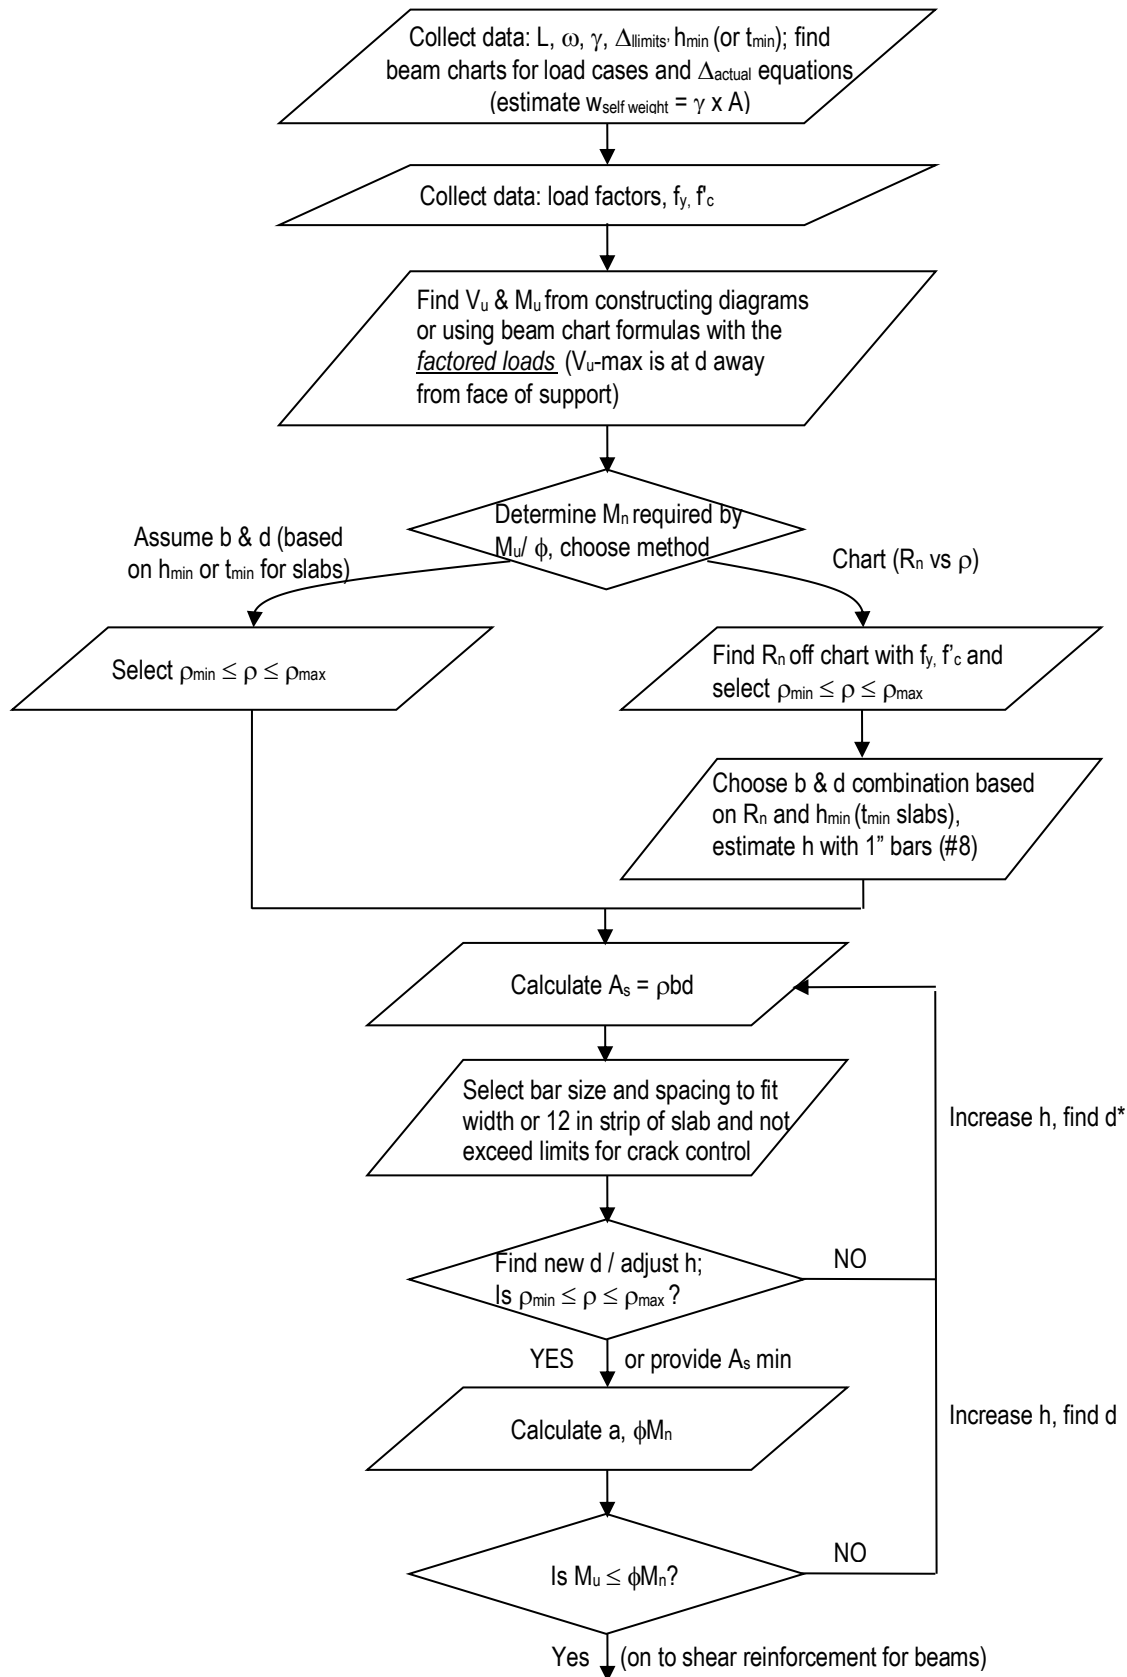 Collect data: L, ω, γ, Δllimits, hmin (or tmin); find
beam charts for load cases and Δactual equations
(estimate wself weight = γ x A)
Collect data: load factors, fy, f'c
Find Vu & Mu from constructing diagrams
or using beam chart formulas with the
factored loads (Vu-max is at d away
from face of support)
Determine Mn required by
Mu/ ϕ, choose method
Assume b & d (based
on hmin or tmin for slabs)
Chart (Rn vs ρ)
Select ρmin ≤ ρ ≤ ρmax
Find Rn off chart with fy, f'c and
select ρmin ≤ ρ ≤ ρmax
Choose b & d combination based
on Rn and hmin (tmin slabs),
estimate h with 1” bars (#8)
Calculate As = ρbd
Select bar size and spacing to fit
width or 12 in strip of slab and not
exceed limits for crack control
Increase h, find d*
Find new d / adjust h;
Is ρmin ≤ ρ ≤ ρmax ?
NO
YES or provide As min
Calculate a, ϕMn
Increase h, find d
Is Mu ≤ ϕMn?
NO
Yes (on to shear reinforcement for beams)